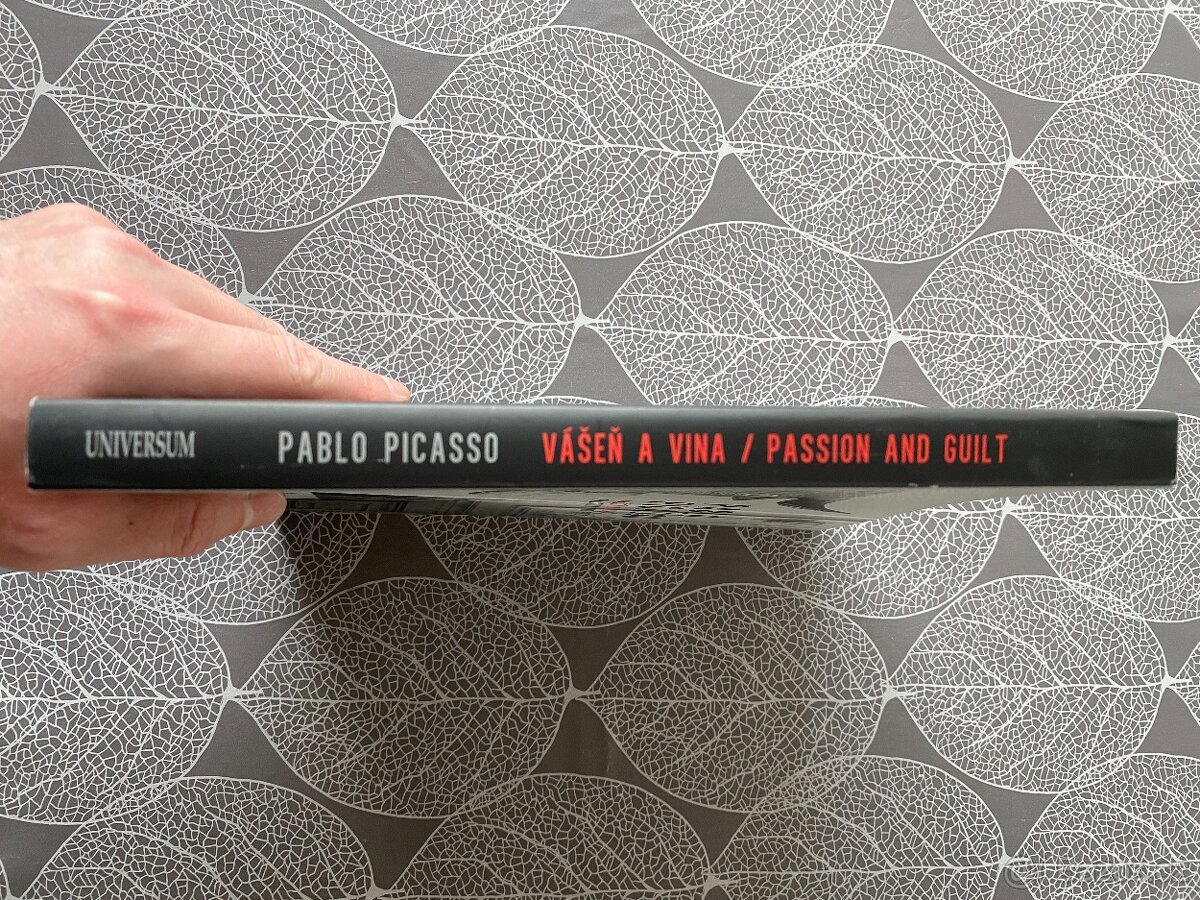 UNIVERSUM PABLO PICASSO VÁŠEŇ A VINA / PASSION AND GUILT